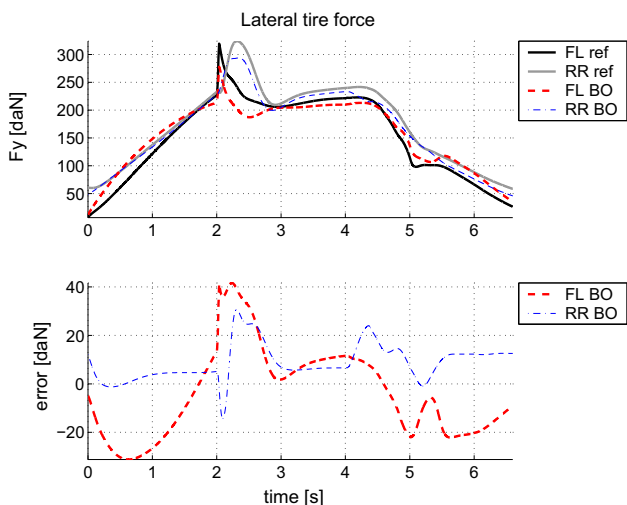 Lateral tire force
Fy [daN]
300
250
200
150
100
50
0 1 2 3 4 5 6
FL ref
RR ref
FL BO
RR BO
error [daN]
40
20
0
−20
0 1 2 3 4 5 6
time [s]
FL BO
RR BO